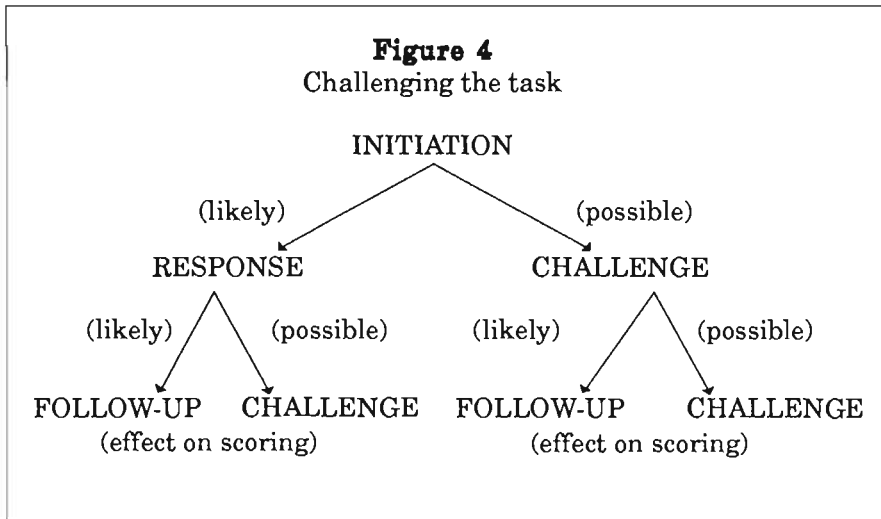 Figure 4
Challenging the task
INITIATION
(likely) (possible)
RESPONSE CHALLENGE
(likely) (possible) (likely) (possible)
FOLLOW-UP CHALLENGE FOLLOW-UP CHALLENGE
(effect on scoring) (effect on scoring)